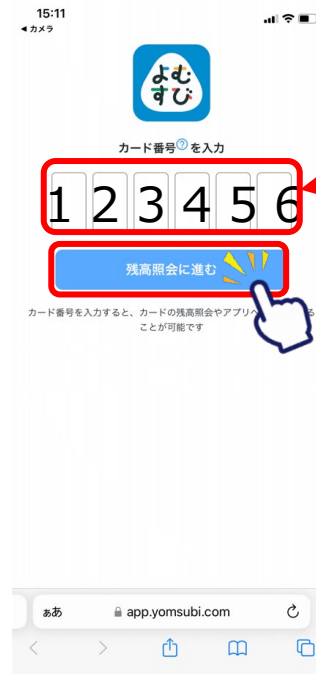 15:11
◀ カメラ
よむ
すび
カード番号?を入力
1 2 3 4 5 6
残高照会に進む
カード番号を入力すると、カードの残高照会やアプリへ
る
ことが可能です
ぁあ
app.yomsubi.com